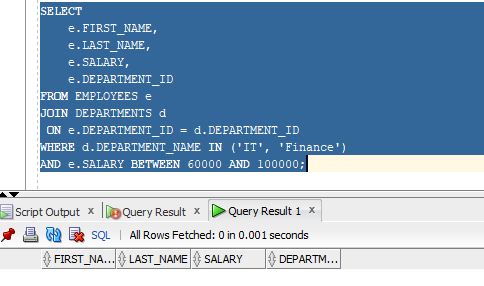 SELECT
e.FIRST_NAME,
e.LAST_NAME,
e.SALARY,
e.DEPARTMENT_ID
FROM EMPLOYEES e
JOIN DEPARTMENTS d
ON e.DEPARTMENT_ID = d.DEPARTMENT_ID
WHERE d.DEPARTMENT_NAME IN ('IT', 'Finance')
AND e.SALARY BETWEEN 60000 AND 100000;
Script Output x Query Result x Query Result 1 x
SQL | All Rows Fetched: 0 in 0.001 seconds
FIRST_NA... LAST_NAME SALARY DEPARTM...